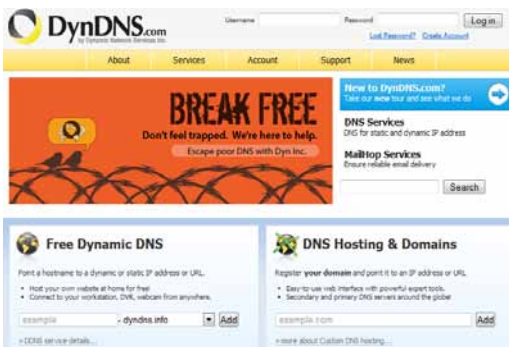 DynDNS.com
by Dynamic Network Services Inc.
Username
Password
Log in
Lost Password? Create Account
About Services Account Support News
BREAK FREE
Don't feel trapped. We're here to help.
Escape poor DNS with Dyn Inc.
New to DynDNS.com?
Take our new tour and see what we do
DNS Services
DNS for static and dynamic IP address
MailHop Services
Ensure reliable email delivery
Search
Free Dynamic DNS
Point a hostname to a dynamic or static IP address or URL.
• Host your own website at home for free!
• Connect to your workstation, DVR, webcam from anywhere.
example . dyndns.info Add
» DDNS service details...
DNS Hosting & Domains
Register your domain and point it to an IP address or URL.
• Easy-to-use web interface with powerful expert tools.
• Secondary and primary DNS servers around the globe!
example.com Add
» more about Custom DNS hosting...